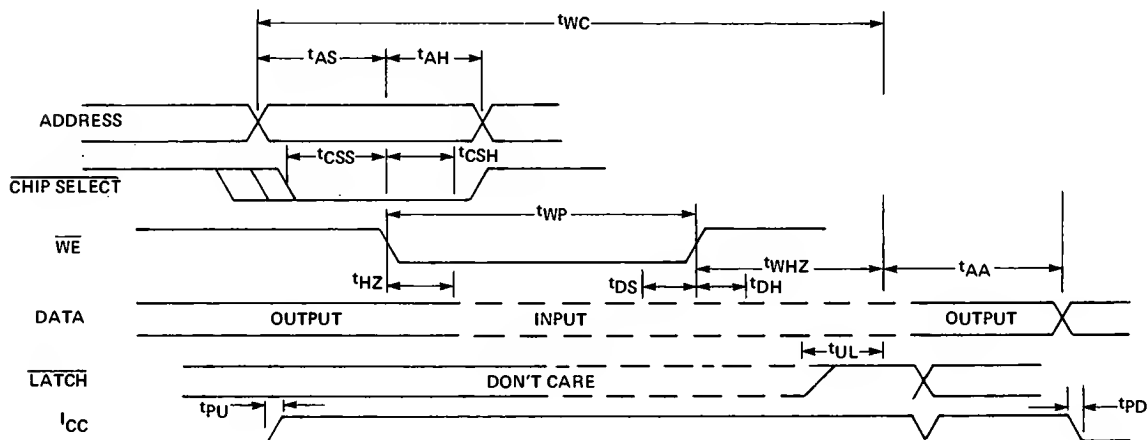 tWC
tAS tAH
ADDRESS
tCSS tCSH
CHIP SELECT
tWP
WE
tHZ tDS tDH tWHZ tAA
DATA OUTPUT INPUT OUTPUT
tUL
LATCH DON'T CARE
tPU tPD
ICC